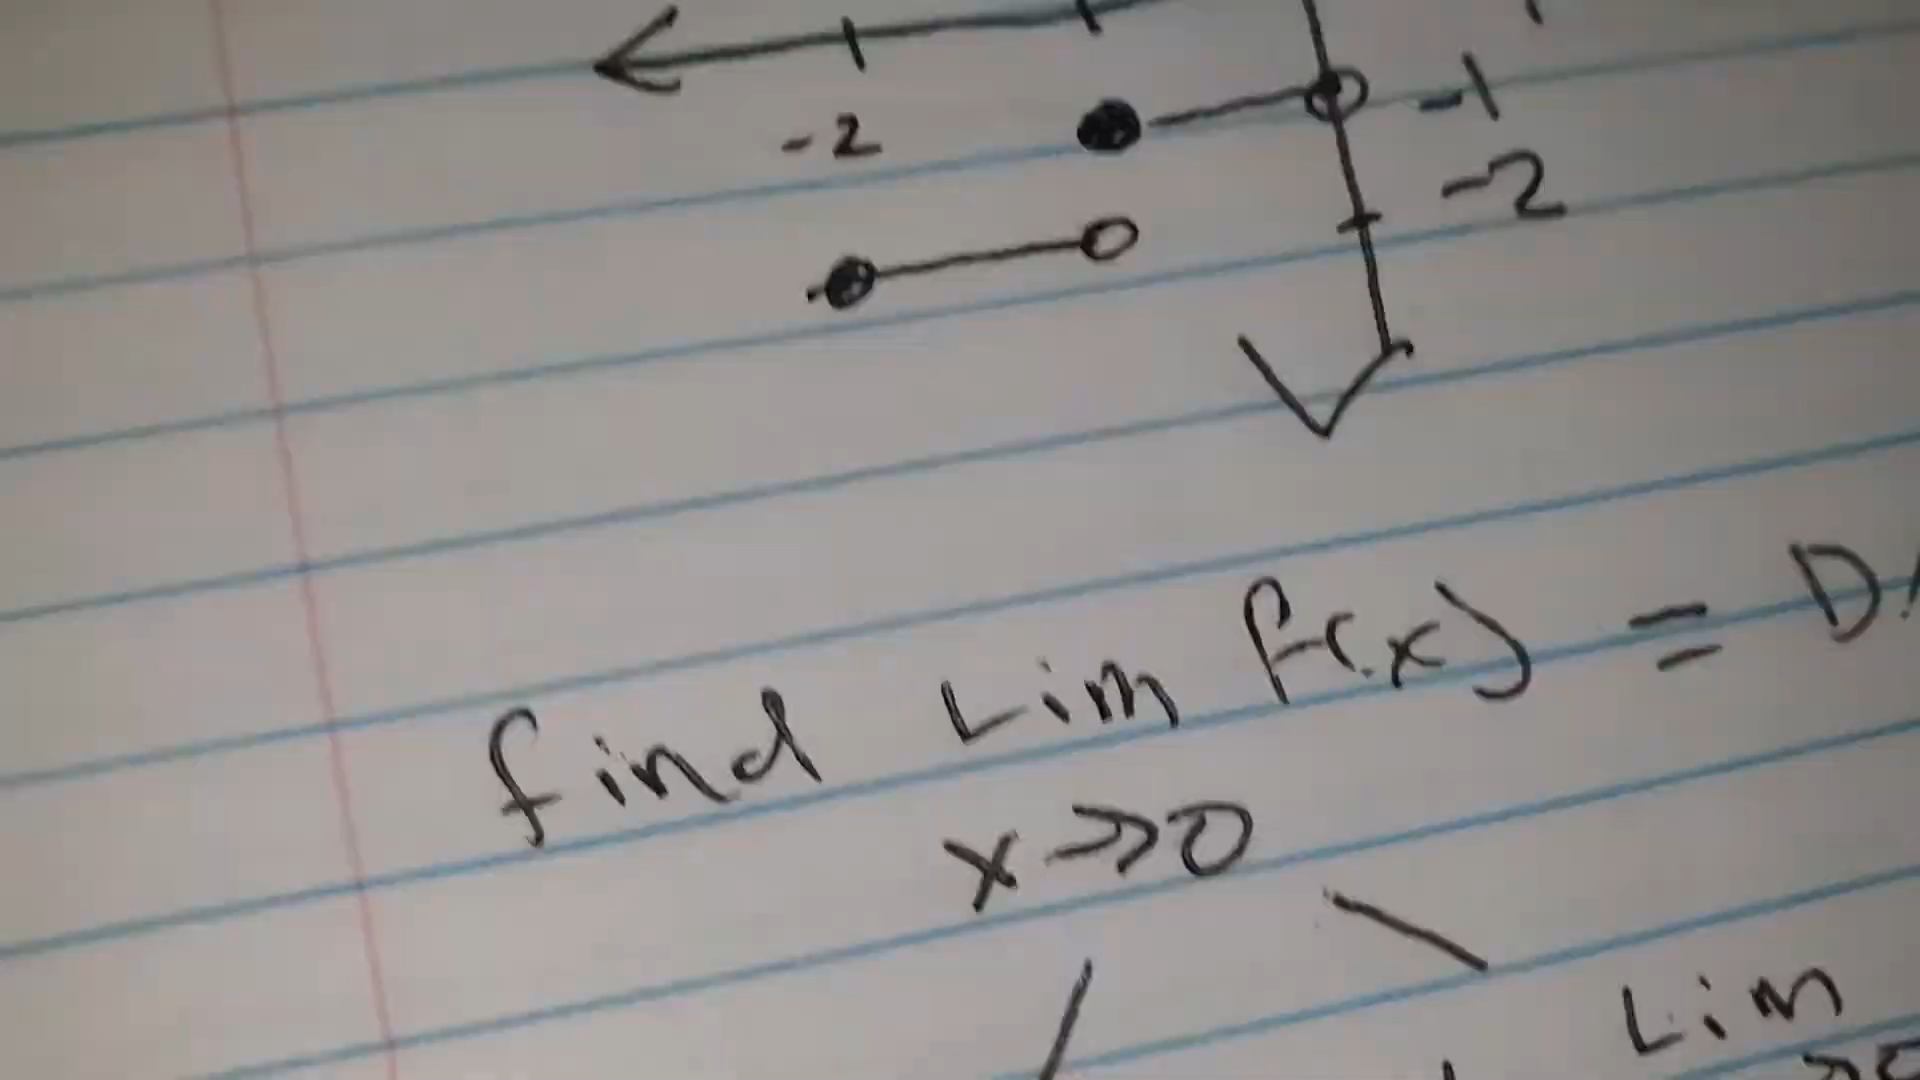 -2
-1
-2
find Lim f(x) = D
x→0
Lim